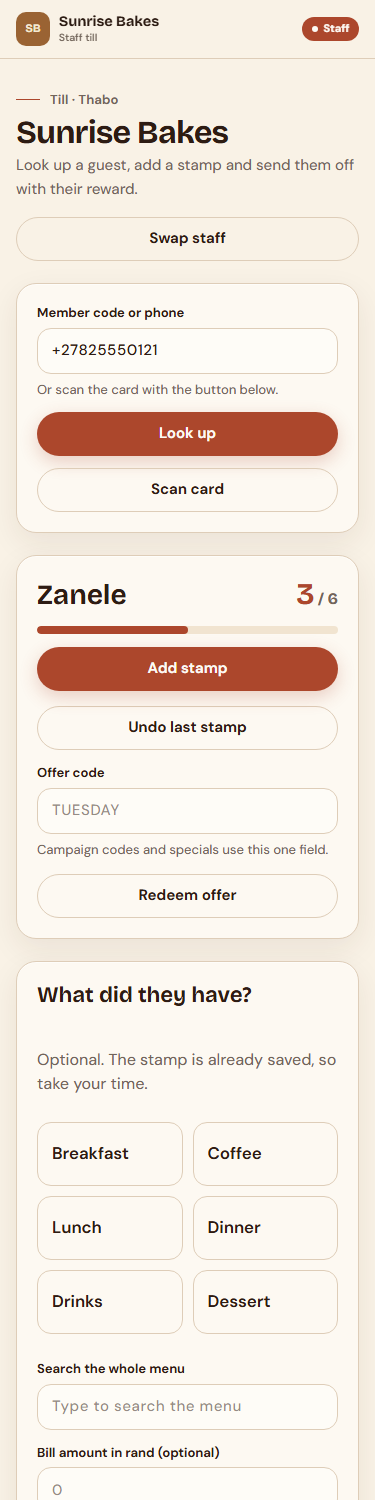 SB
Sunrise Bakes
Staff till
Staff
Till · Thabo
Sunrise Bakes
Look up a guest, add a stamp and send them off
with their reward.
Swap staff
Member code or phone
+27825550121
Or scan the card with the button below.
Look up
Scan card
Zanele
3 / 6
Add stamp
Undo last stamp
Offer code
TUESDAY
Campaign codes and specials use this one field.
Redeem offer
What did they have?
Optional. The stamp is already saved, so
take your time.
Breakfast
Coffee
Lunch
Dinner
Drinks
Dessert
Search the whole menu
Type to search the menu
Bill amount in rand (optional)
0